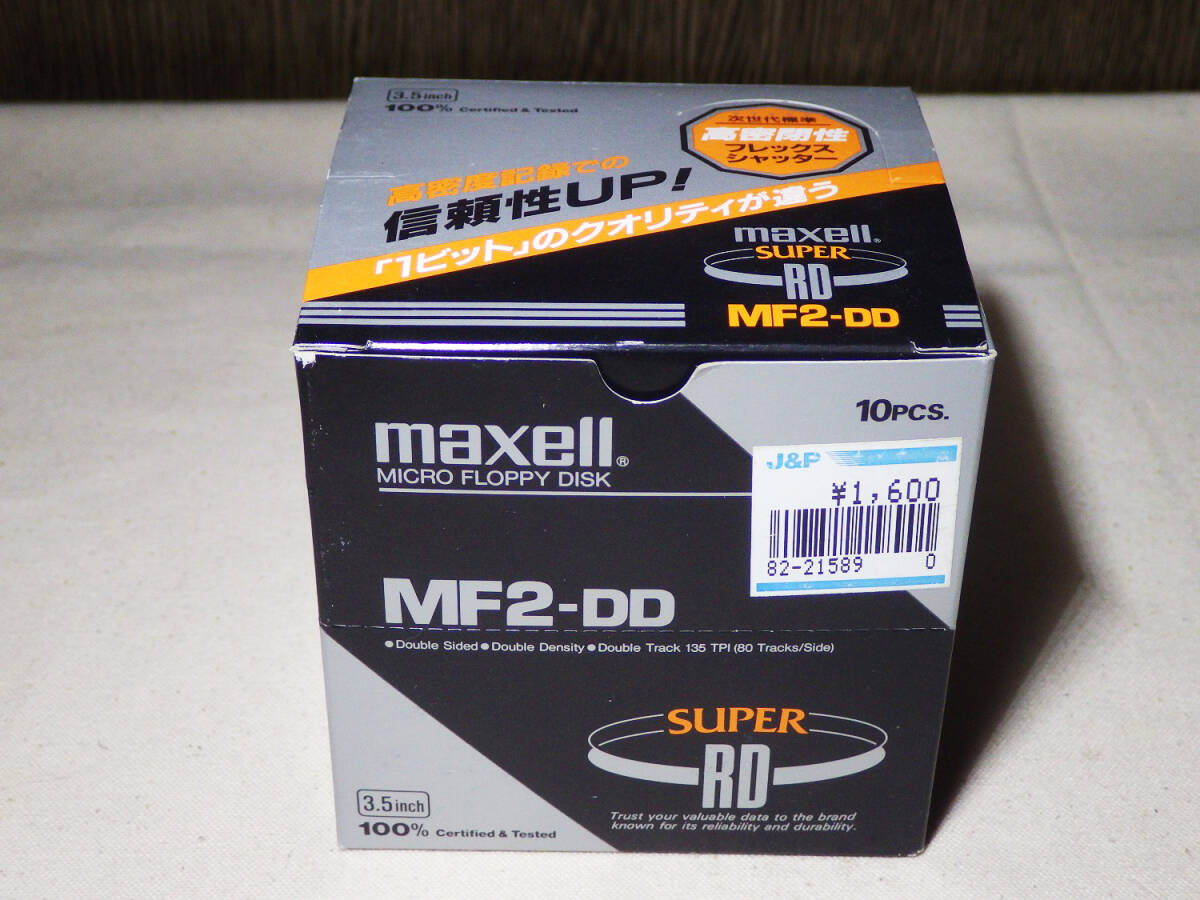 3.5 inch
100% Certified & Tested
次世代標準
高密閉性
フレックス
シャッター
高密度記録での
信頼性UP!
「1ビット」のクオリティが違う
maxell®
SUPER
RD
MF2-DD
10PCS.
maxell®
MICRO FLOPPY DISK
J&P
¥1,600
82-21589 0
MF2-DD
●Double Sided ●Double Density ●Double Track 135 TPI (80 Tracks/Side)
SUPER
RD
Trust your valuable data to the brand
known for its reliability and durability.
3.5 inch
100% Certified & Tested